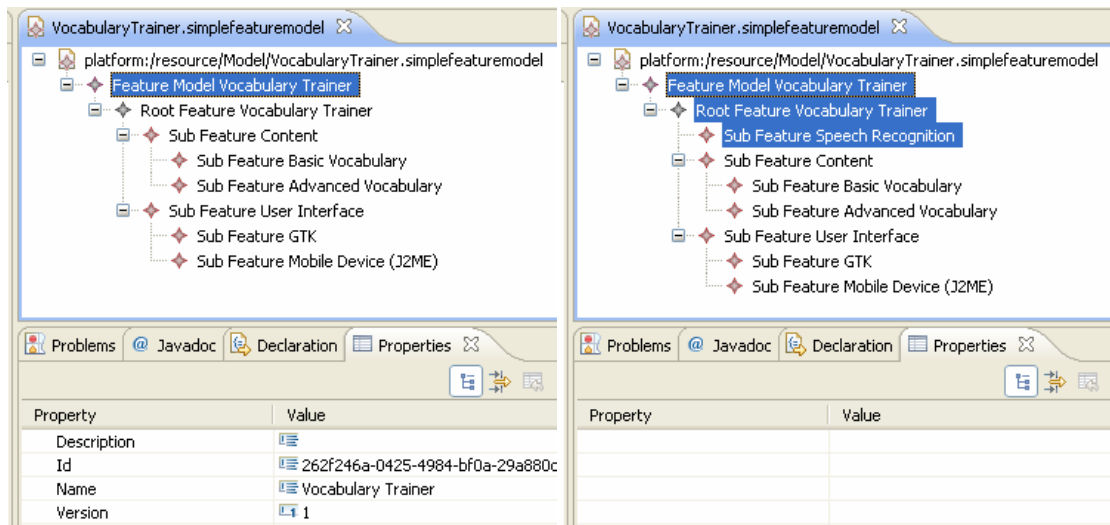 VocabularyTrainer.simplefeaturemodel
platform:/resource/Model/VocabularyTrainer.simplefeaturemodel
Feature Model Vocabulary Trainer
Root Feature Vocabulary Trainer
Sub Feature Content
Sub Feature Basic Vocabulary
Sub Feature Advanced Vocabulary
Sub Feature User Interface
Sub Feature GTK
Sub Feature Mobile Device (J2ME)
Problems @ Javadoc Declaration Properties
Property Value
Description
Id 262f246a-0425-4984-bf0a-29a880c
Name Vocabulary Trainer
Version 1
VocabularyTrainer.simplefeaturemodel
platform:/resource/Model/VocabularyTrainer.simplefeaturemodel
Feature Model Vocabulary Trainer
Root Feature Vocabulary Trainer
Sub Feature Speech Recognition
Sub Feature Content
Sub Feature Basic Vocabulary
Sub Feature Advanced Vocabulary
Sub Feature User Interface
Sub Feature GTK
Sub Feature Mobile Device (J2ME)
Problems @ Javadoc Declaration Properties
Property Value